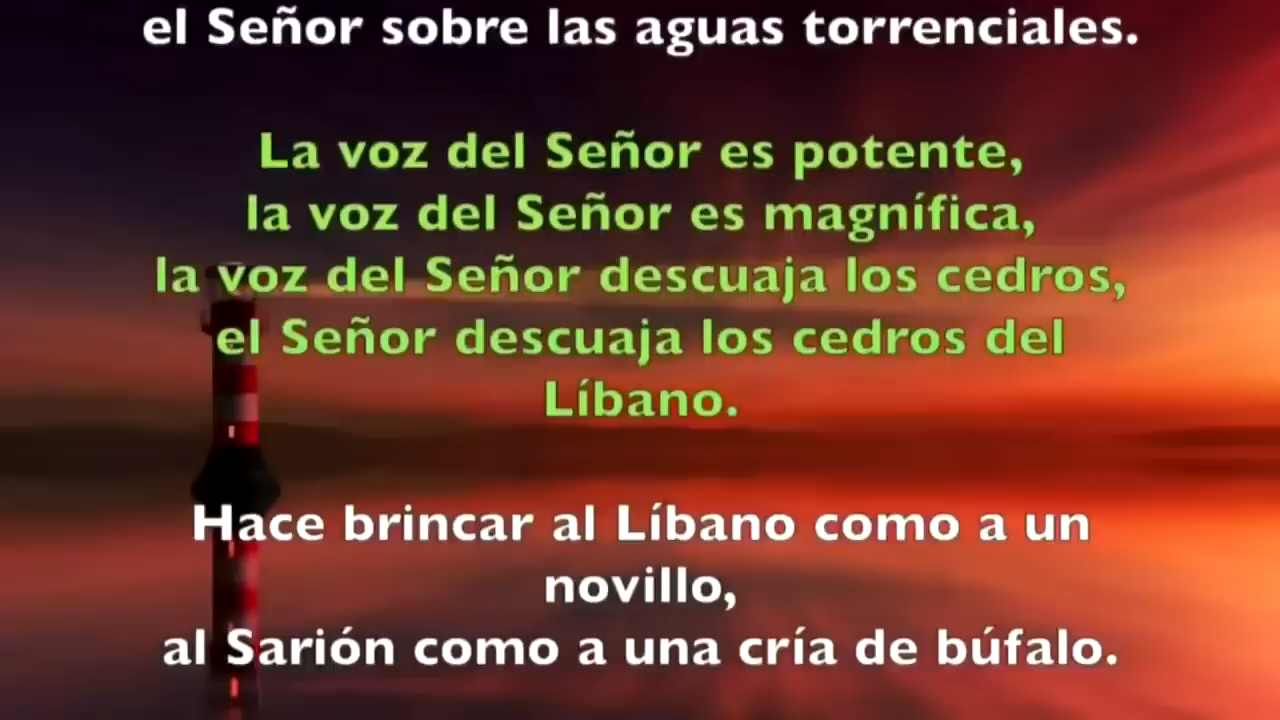 el Señor sobre las aguas torrenciales.
La voz del Señor es potente,
la voz del Señor es magnífica,
la voz del Señor descuaja los cedros,
el Señor descuaja los cedros del
Líbano.
Hace brincar al Líbano como a un
novillo,
al Sarión como a una cría de búfalo.